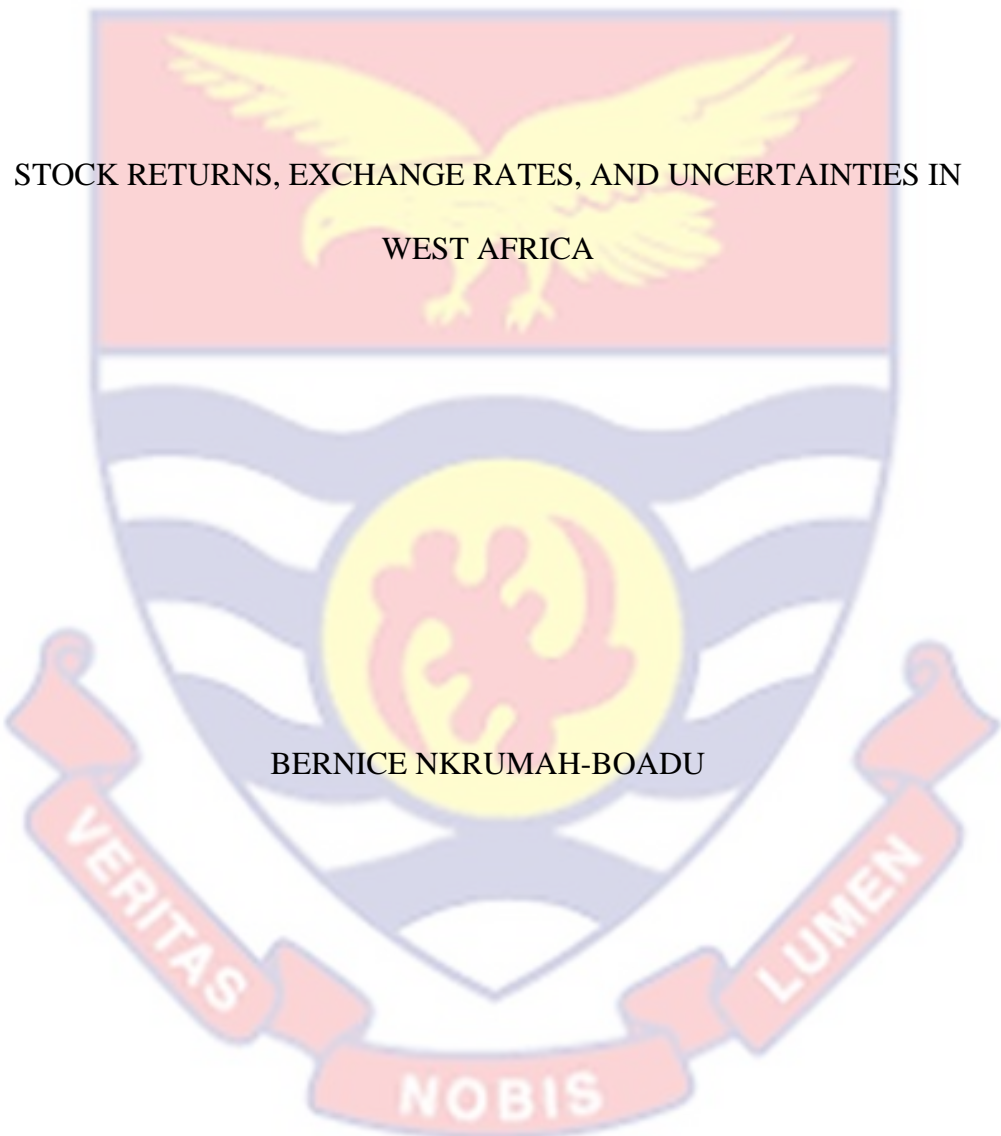 STOCK RETURNS, EXCHANGE RATES, AND UNCERTAINTIES IN
WEST AFRICA
BERNICE NKRUMAH-BOADU
VERITAS
NOBIS
LUMEN